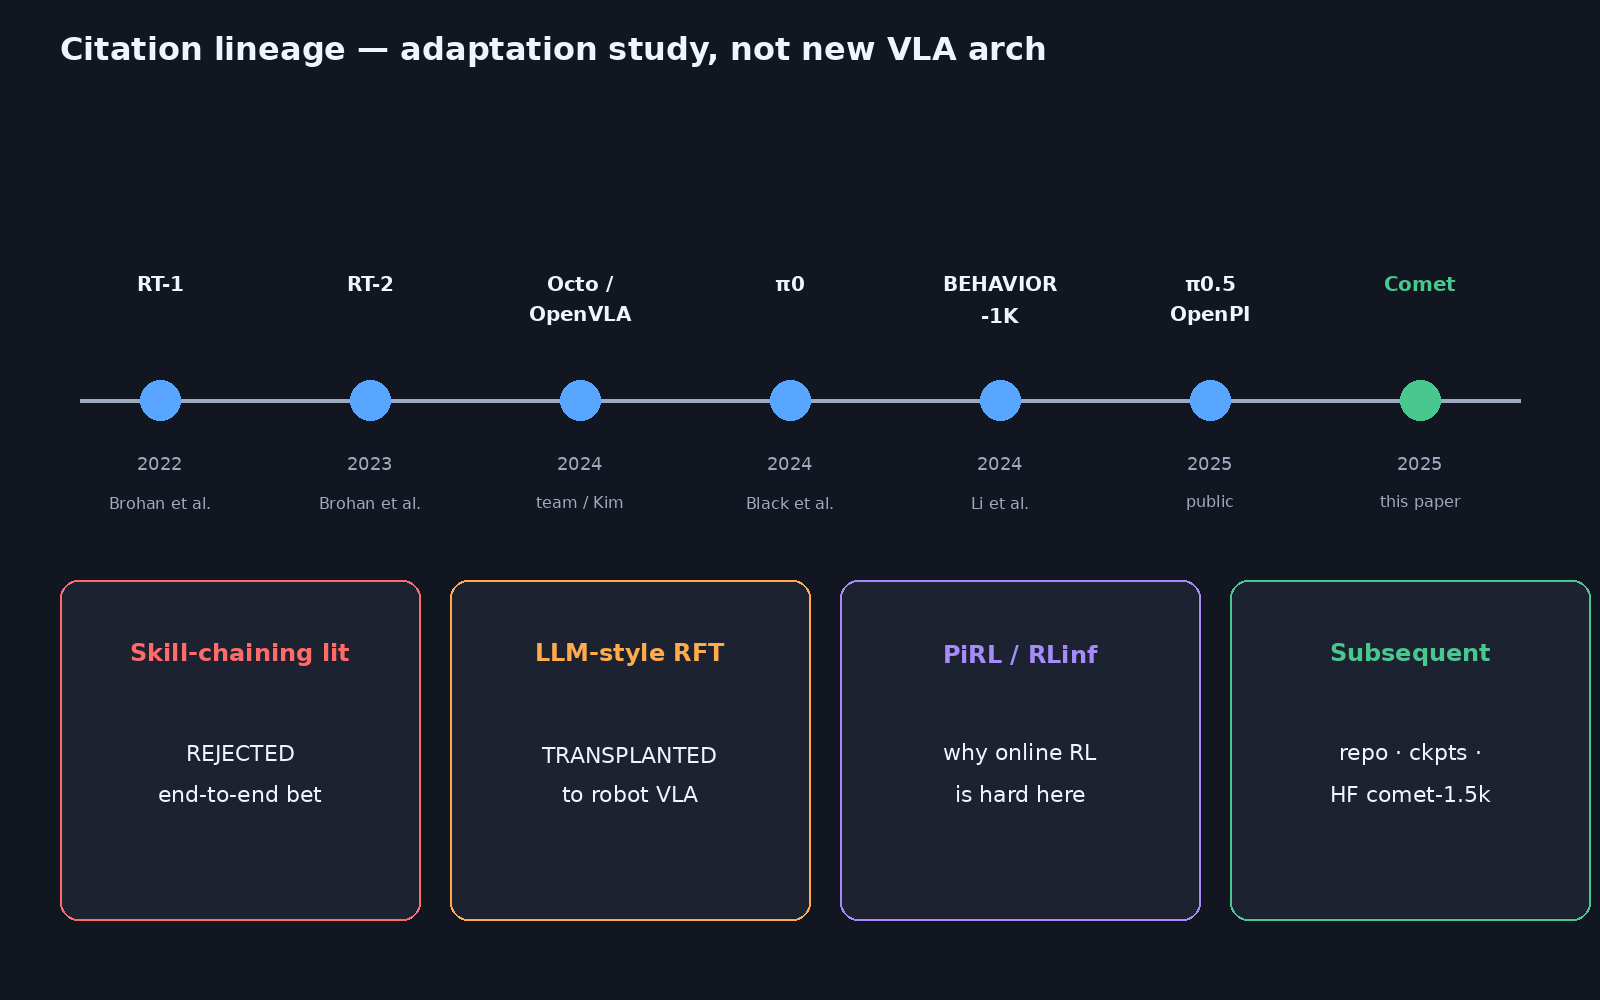 Citation lineage — adaptation study, not new VLA arch
RT-1
RT-2
Octo /
OpenVLA
π0
BEHAVIOR
-1K
π0.5
OpenPI
Comet
2022
2023
2024
2024
2024
2025
2025
Brohan et al.
Brohan et al.
team / Kim
Black et al.
Li et al.
public
this paper
Skill-chaining lit
REJECTED
end-to-end bet
LLM-style RFT
TRANSPLANTED
to robot VLA
PiRL / RLinf
why online RL
is hard here
Subsequent
repo · ckpts ·
HF comet-1.5k